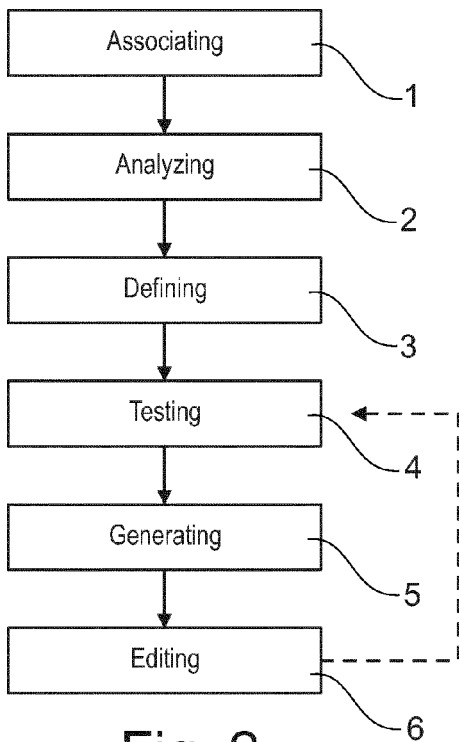 Associating
1
Analyzing
2
Defining
3
Testing
4
Generating
5
Editing
6